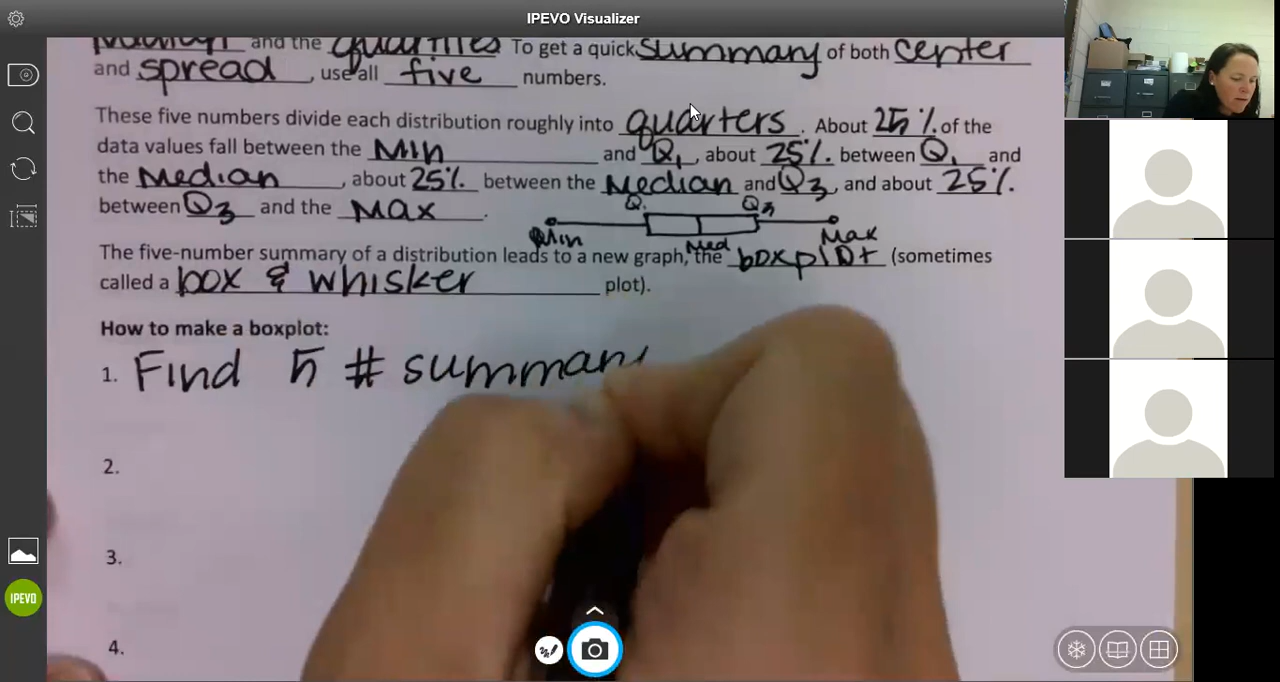 IPEVO Visualizer
Median and the quartiles To get a quick summary of both center
and spread, use all five numbers.
These five numbers divide each distribution roughly into quarters. About 25% of the
data values fall between the Min and Q1, about 25% between Q1 and
the Median, about 25% between the Median and Q3, and about 25%
between Q3 and the Max.
Q1 Q3
Min Med Max
The five-number summary of a distribution leads to a new graph, the boxplot (sometimes
called a box & whisker plot).
How to make a boxplot:
1. Find 5 # summary
2.
3.
4.
IPEVO